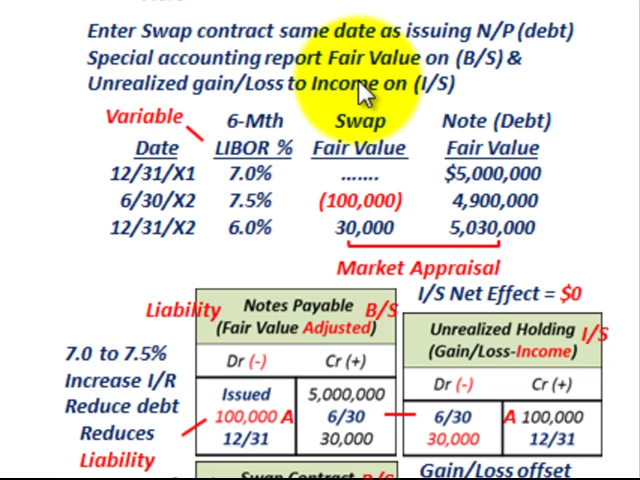 Enter Swap contract same date as issuing N/P (debt)
Special accounting report Fair Value on (B/S) &
Unrealized gain/Loss to Income on (I/S)
Variable 6-Mth Swap Note (Debt)
Date LIBOR % Fair Value Fair Value
12/31/X1 7.0% ....... $5,000,000
6/30/X2 7.5% (100,000) 4,900,000
12/31/X2 6.0% 30,000 5,030,000
Market Appraisal
I/S Net Effect = $0
Liability Notes Payable B/S
(Fair Value Adjusted)
Dr (-) Cr (+)
Issued 5,000,000
100,000 A 6/30
12/31 30,000
Unrealized Holding I/S
(Gain/Loss-Income)
Dr (-) Cr (+)
6/30 A 100,000
30,000 12/31
7.0 to 7.5%
Increase I/R
Reduce debt
Reduces
Liability
Swap Contract B/S
Gain/Loss offset